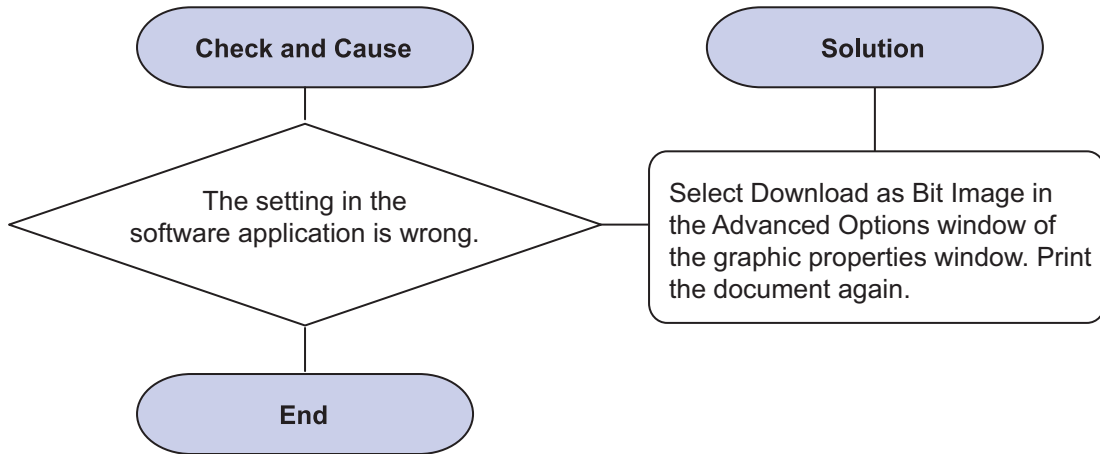 Check and Cause
Solution
The setting in the
software application is wrong.
Select Download as Bit Image in
the Advanced Options window of
the graphic properties window. Print
the document again.
End